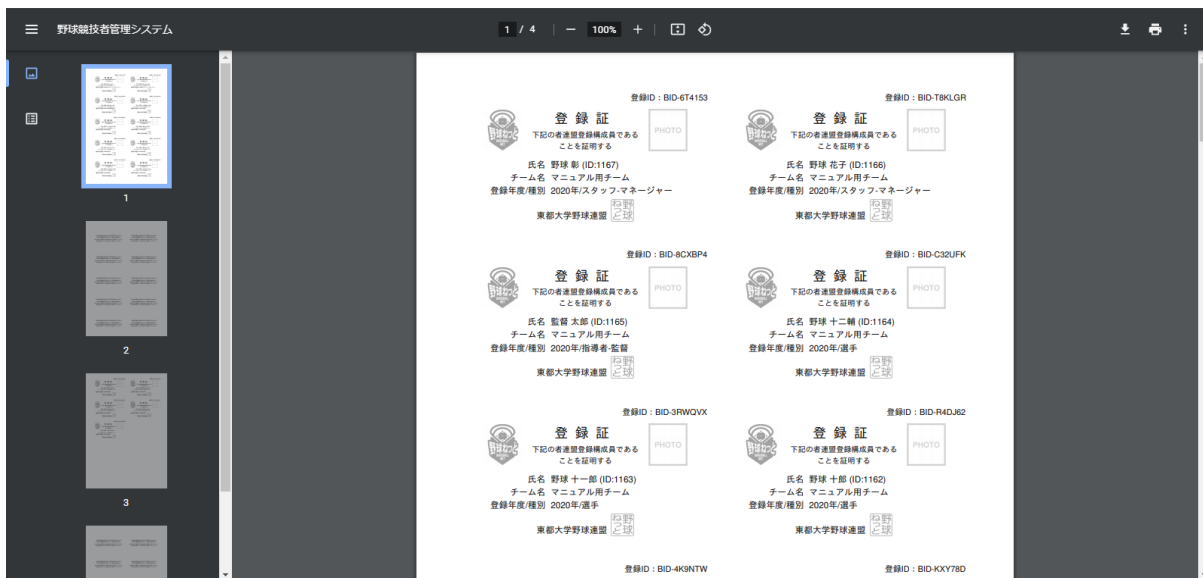 野球競技者管理システム
1 / 4
100%
1
2
3
登録ID：BID-6T4153
登 録 証
下記の者連盟登録構成員である
ことを証明する
PHOTO
氏名 野球 彰 (ID:1167)
チーム名 マニュアル用チーム
登録年度/種別 2020年/スタッフ-マネージャー
東都大学野球連盟
登録ID：BID-T8KLGR
登 録 証
下記の者連盟登録構成員である
ことを証明する
PHOTO
氏名 野球 花子 (ID:1166)
チーム名 マニュアル用チーム
登録年度/種別 2020年/スタッフ-マネージャー
東都大学野球連盟
登録ID：BID-8CXBP4
登 録 証
下記の者連盟登録構成員である
ことを証明する
PHOTO
氏名 監督 太郎 (ID:1165)
チーム名 マニュアル用チーム
登録年度/種別 2020年/指導者-監督
東都大学野球連盟
登録ID：BID-C32UFK
登 録 証
下記の者連盟登録構成員である
ことを証明する
PHOTO
氏名 野球 十二輔 (ID:1164)
チーム名 マニュアル用チーム
登録年度/種別 2020年/選手
東都大学野球連盟
登録ID：BID-3RWQVX
登 録 証
下記の者連盟登録構成員である
ことを証明する
PHOTO
氏名 野球 十一郎 (ID:1163)
チーム名 マニュアル用チーム
登録年度/種別 2020年/選手
東都大学野球連盟
登録ID：BID-R4DJ62
登 録 証
下記の者連盟登録構成員である
ことを証明する
PHOTO
氏名 野球 十郎 (ID:1162)
チーム名 マニュアル用チーム
登録年度/種別 2020年/選手
東都大学野球連盟
登録ID：BID-4K9NTW
登録ID：BID-KXY78D